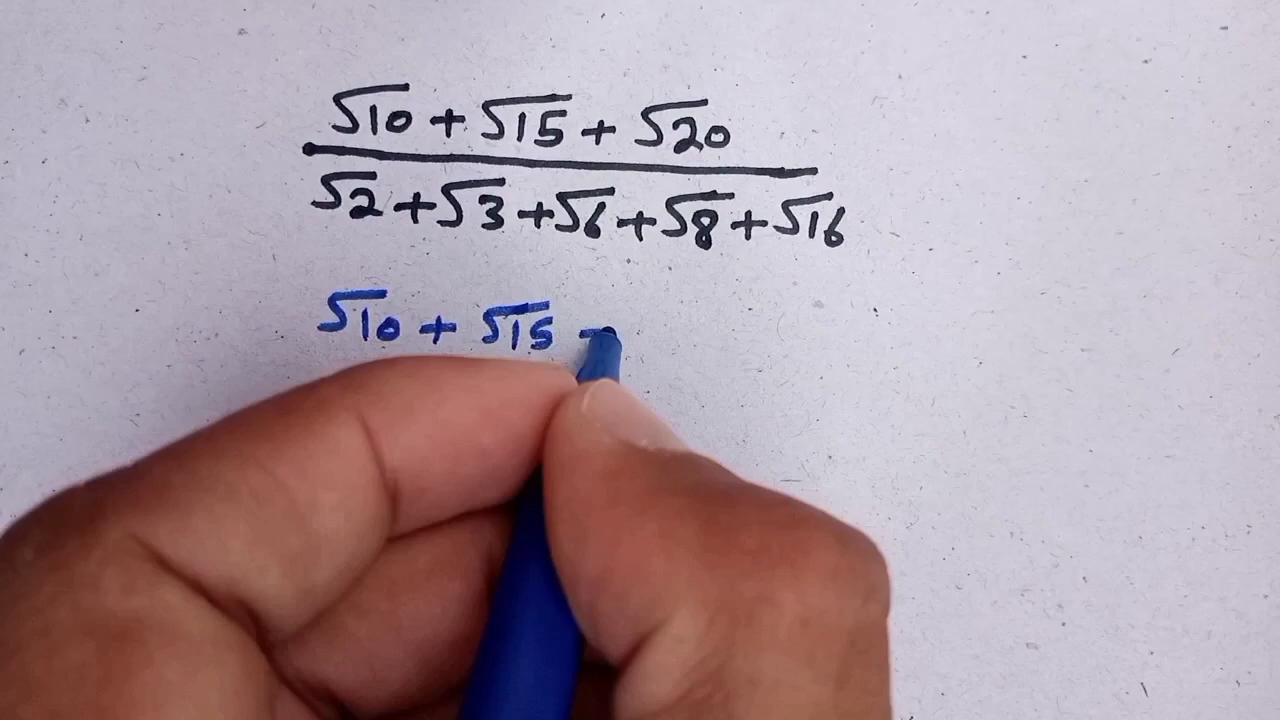 √10 + √15 + √20
√2 + √3 + √6 + √8 + √16
√10 + √15 -